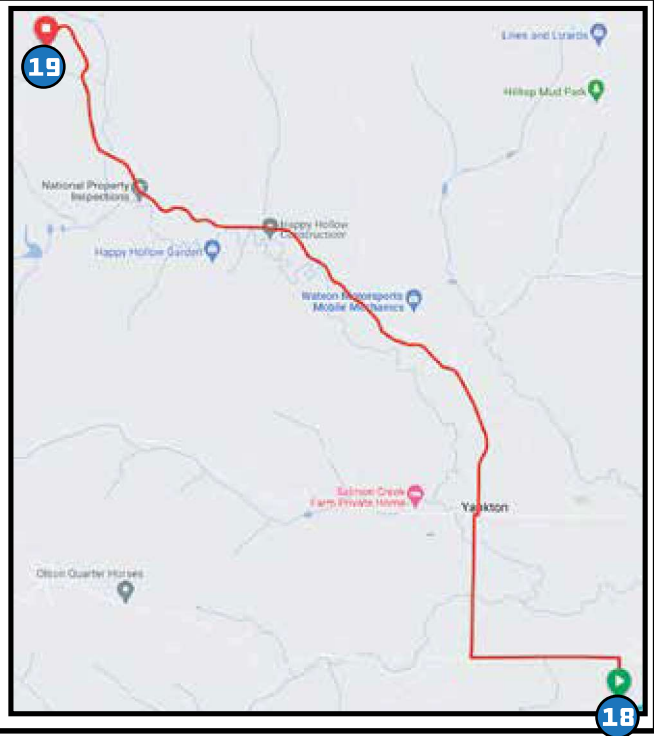 19
Lines and Lizards
Hilltop Mud Park
National Property
Inspections
Happy Hollow
Construction
Happy Hollow Garden
Watson Motorsports
Mobile Mechanics
Salmon Creek
Farm Private Home
Yankton
Olson Quarter Horses
18